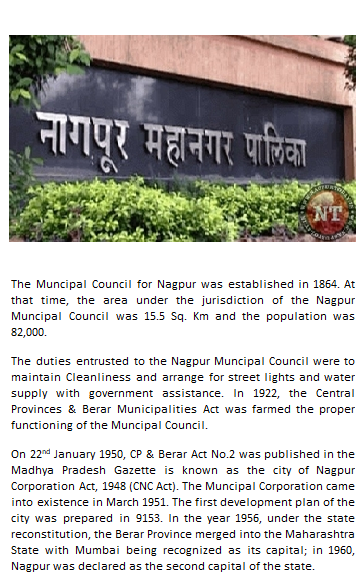 नागपूर महानगर पालिका
NT
The Muncipal Council for Nagpur was established in 1864. At
that time, the area under the jurisdiction of the Nagpur
Muncipal Council was 15.5 Sq. Km and the population was
82,000.
The duties entrusted to the Nagpur Muncipal Council were to
maintain Cleanliness and arrange for street lights and water
supply with government assistance. In 1922, the Central
Provinces & Berar Municipalities Act was farmed the proper
functioning of the Muncipal Council.
On 22nd January 1950, CP & Berar Act No.2 was published in the
Madhya Pradesh Gazette is known as the city of Nagpur
Corporation Act, 1948 (CNC Act). The Municipal Corporation came
into existence in March 1951. The first development plan of the
city was prepared in 9153. In the year 1956, under the state
reconstitution, the Berar Province merged into the Maharashtra
State with Mumbai being recognized as its capital; in 1960,
Nagpur was declared as the second capital of the state.